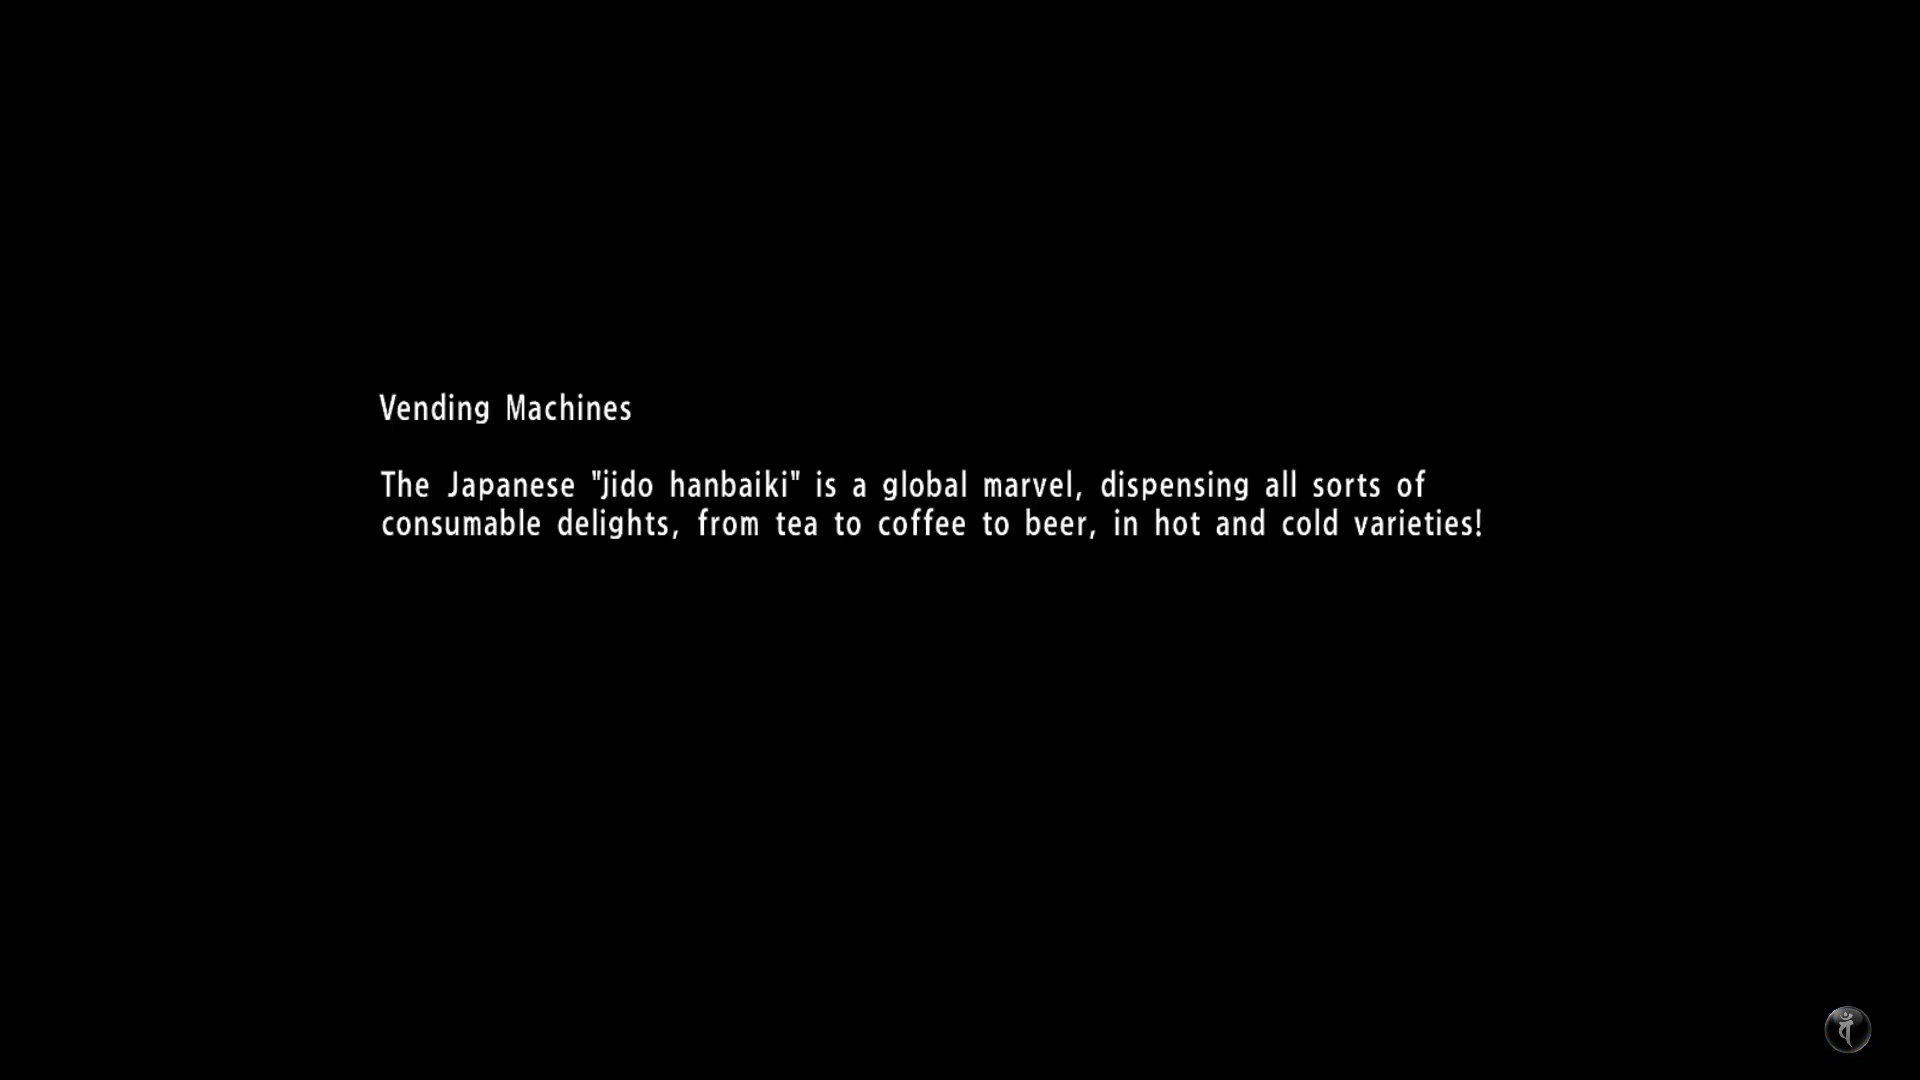 Vending Machines
The Japanese "jido hanbaiki" is a global marvel, dispensing all sorts of
consumable delights, from tea to coffee to beer, in hot and cold varieties!